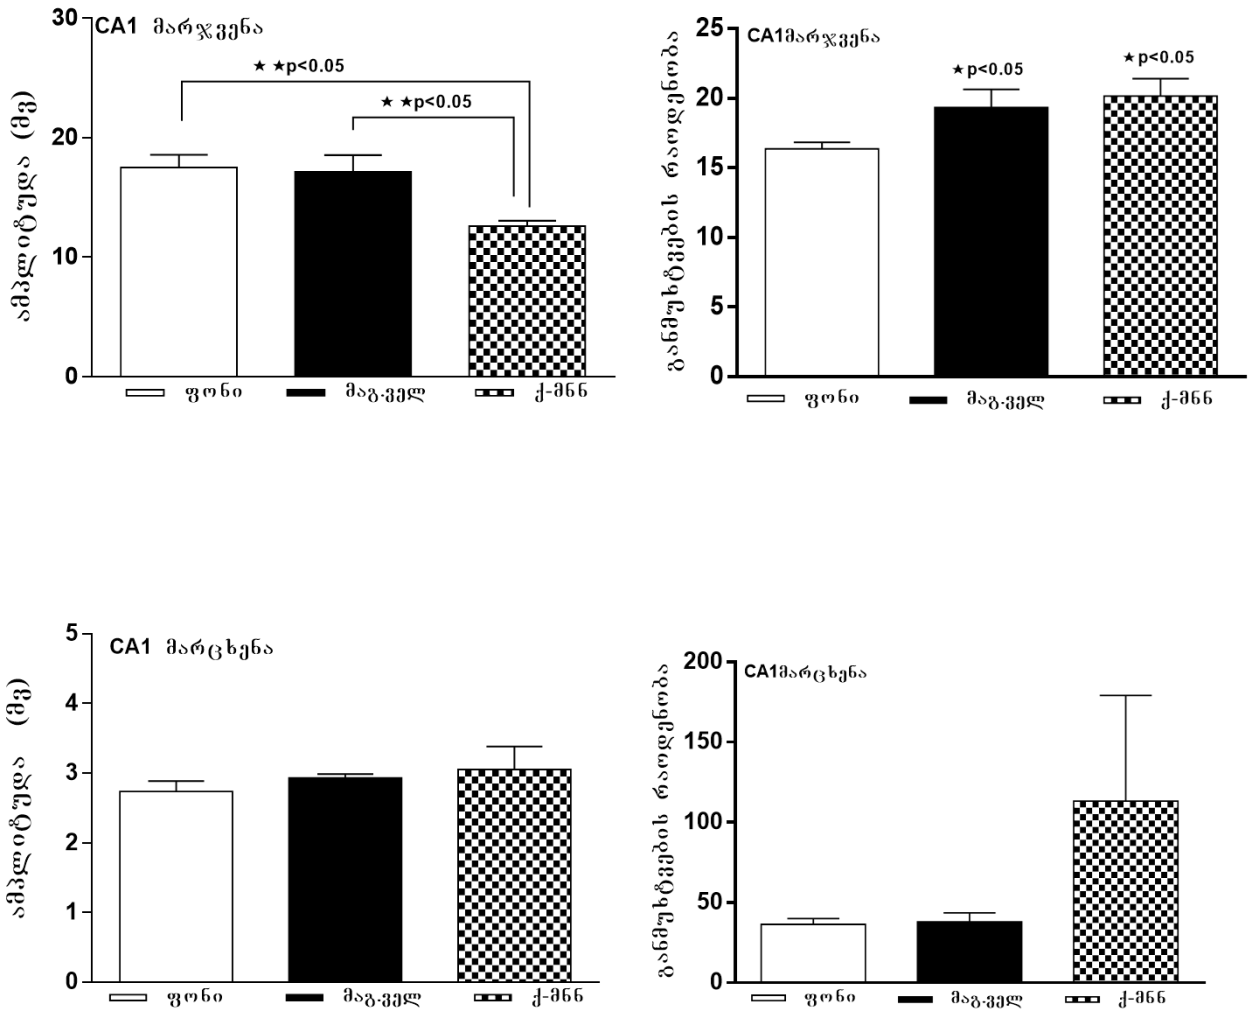 CA1 მარჯვენა
ამპლიტუდა (მვ)
30
20
10
0
★ ★p<0.05
★ ★p<0.05
ფონი მაგ.ველ ქ-მნნ
CA1მარჯვენა
განმუხტვების რაოდენობა
25
20
15
10
5
0
★p<0.05
★p<0.05
ფონი მაგ.ველ ქ-მნნ
CA1 მარცხენა
ამპლიტუდა (მვ)
5
4
3
2
1
0
ფონი მაგ.ველ ქ-მნნ
CA1მარცხენა
განმუხტვების რაოდენობა
200
150
100
50
0
ფონი მაგ.ველ ქ-მნნ